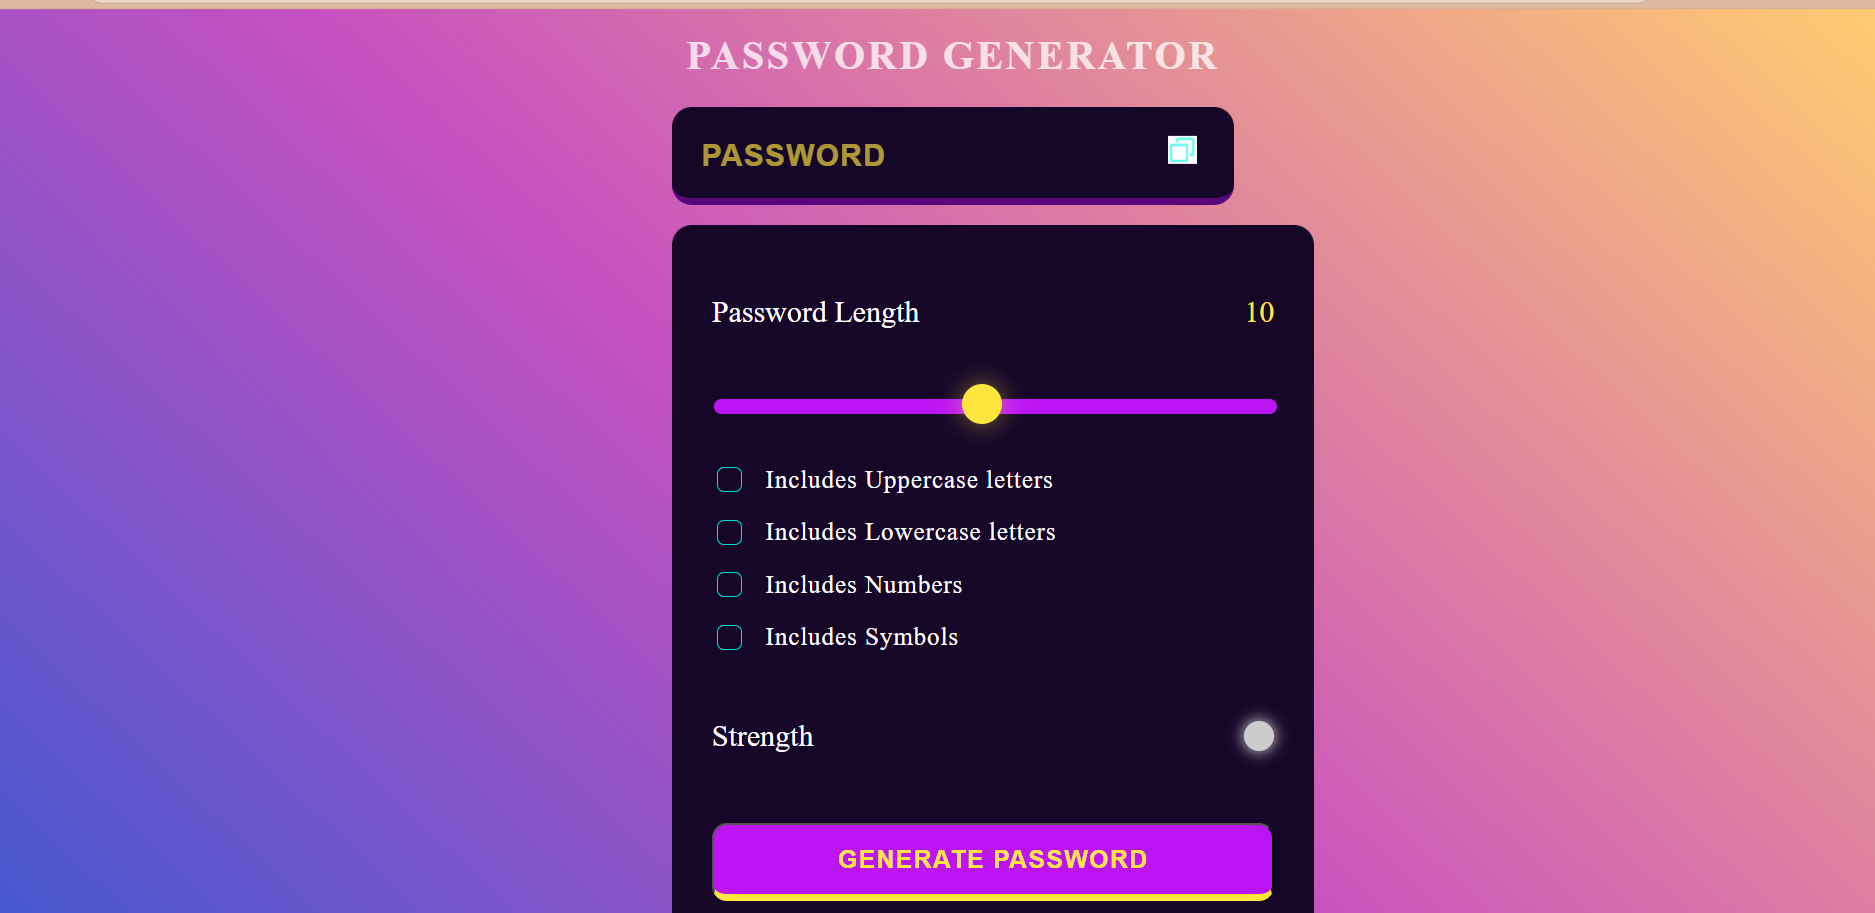 PASSWORD GENERATOR
PASSWORD
Password Length 10
Includes Uppercase letters
Includes Lowercase letters
Includes Numbers
Includes Symbols
Strength
GENERATE PASSWORD